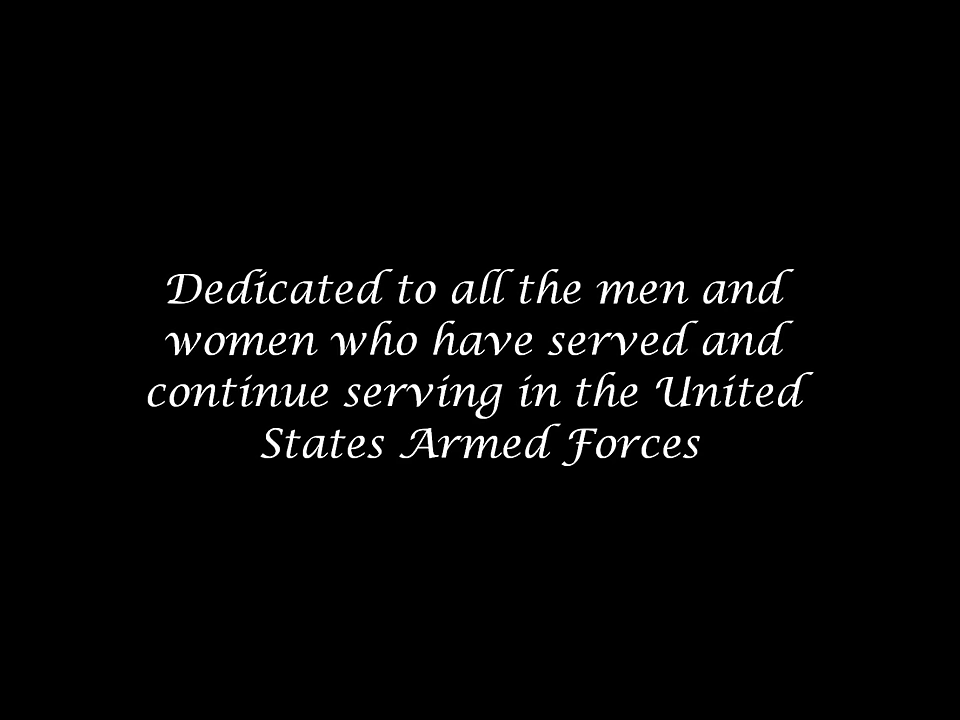 Dedicated to all the men and
women who have served and
continue serving in the United
States Armed Forces